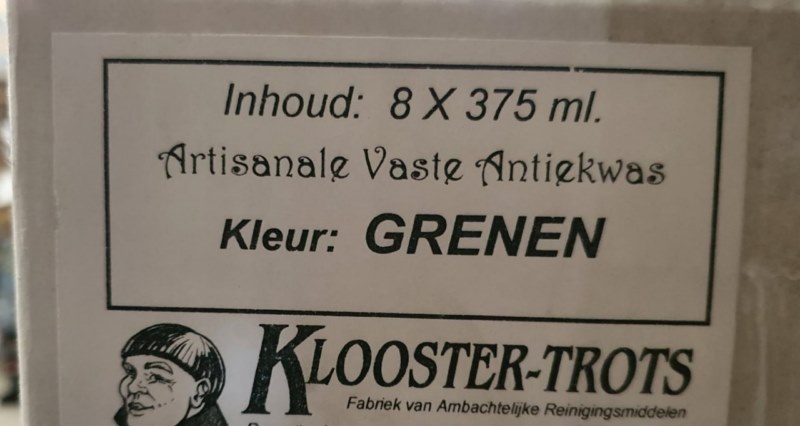 Inhoud: 8 X 375 ml.
Artisanale Vaste Antiekwas
Kleur: GRENEN
KLOOSTER-TROTS
Fabriek van Ambachtelijke Reinigingsmiddelen